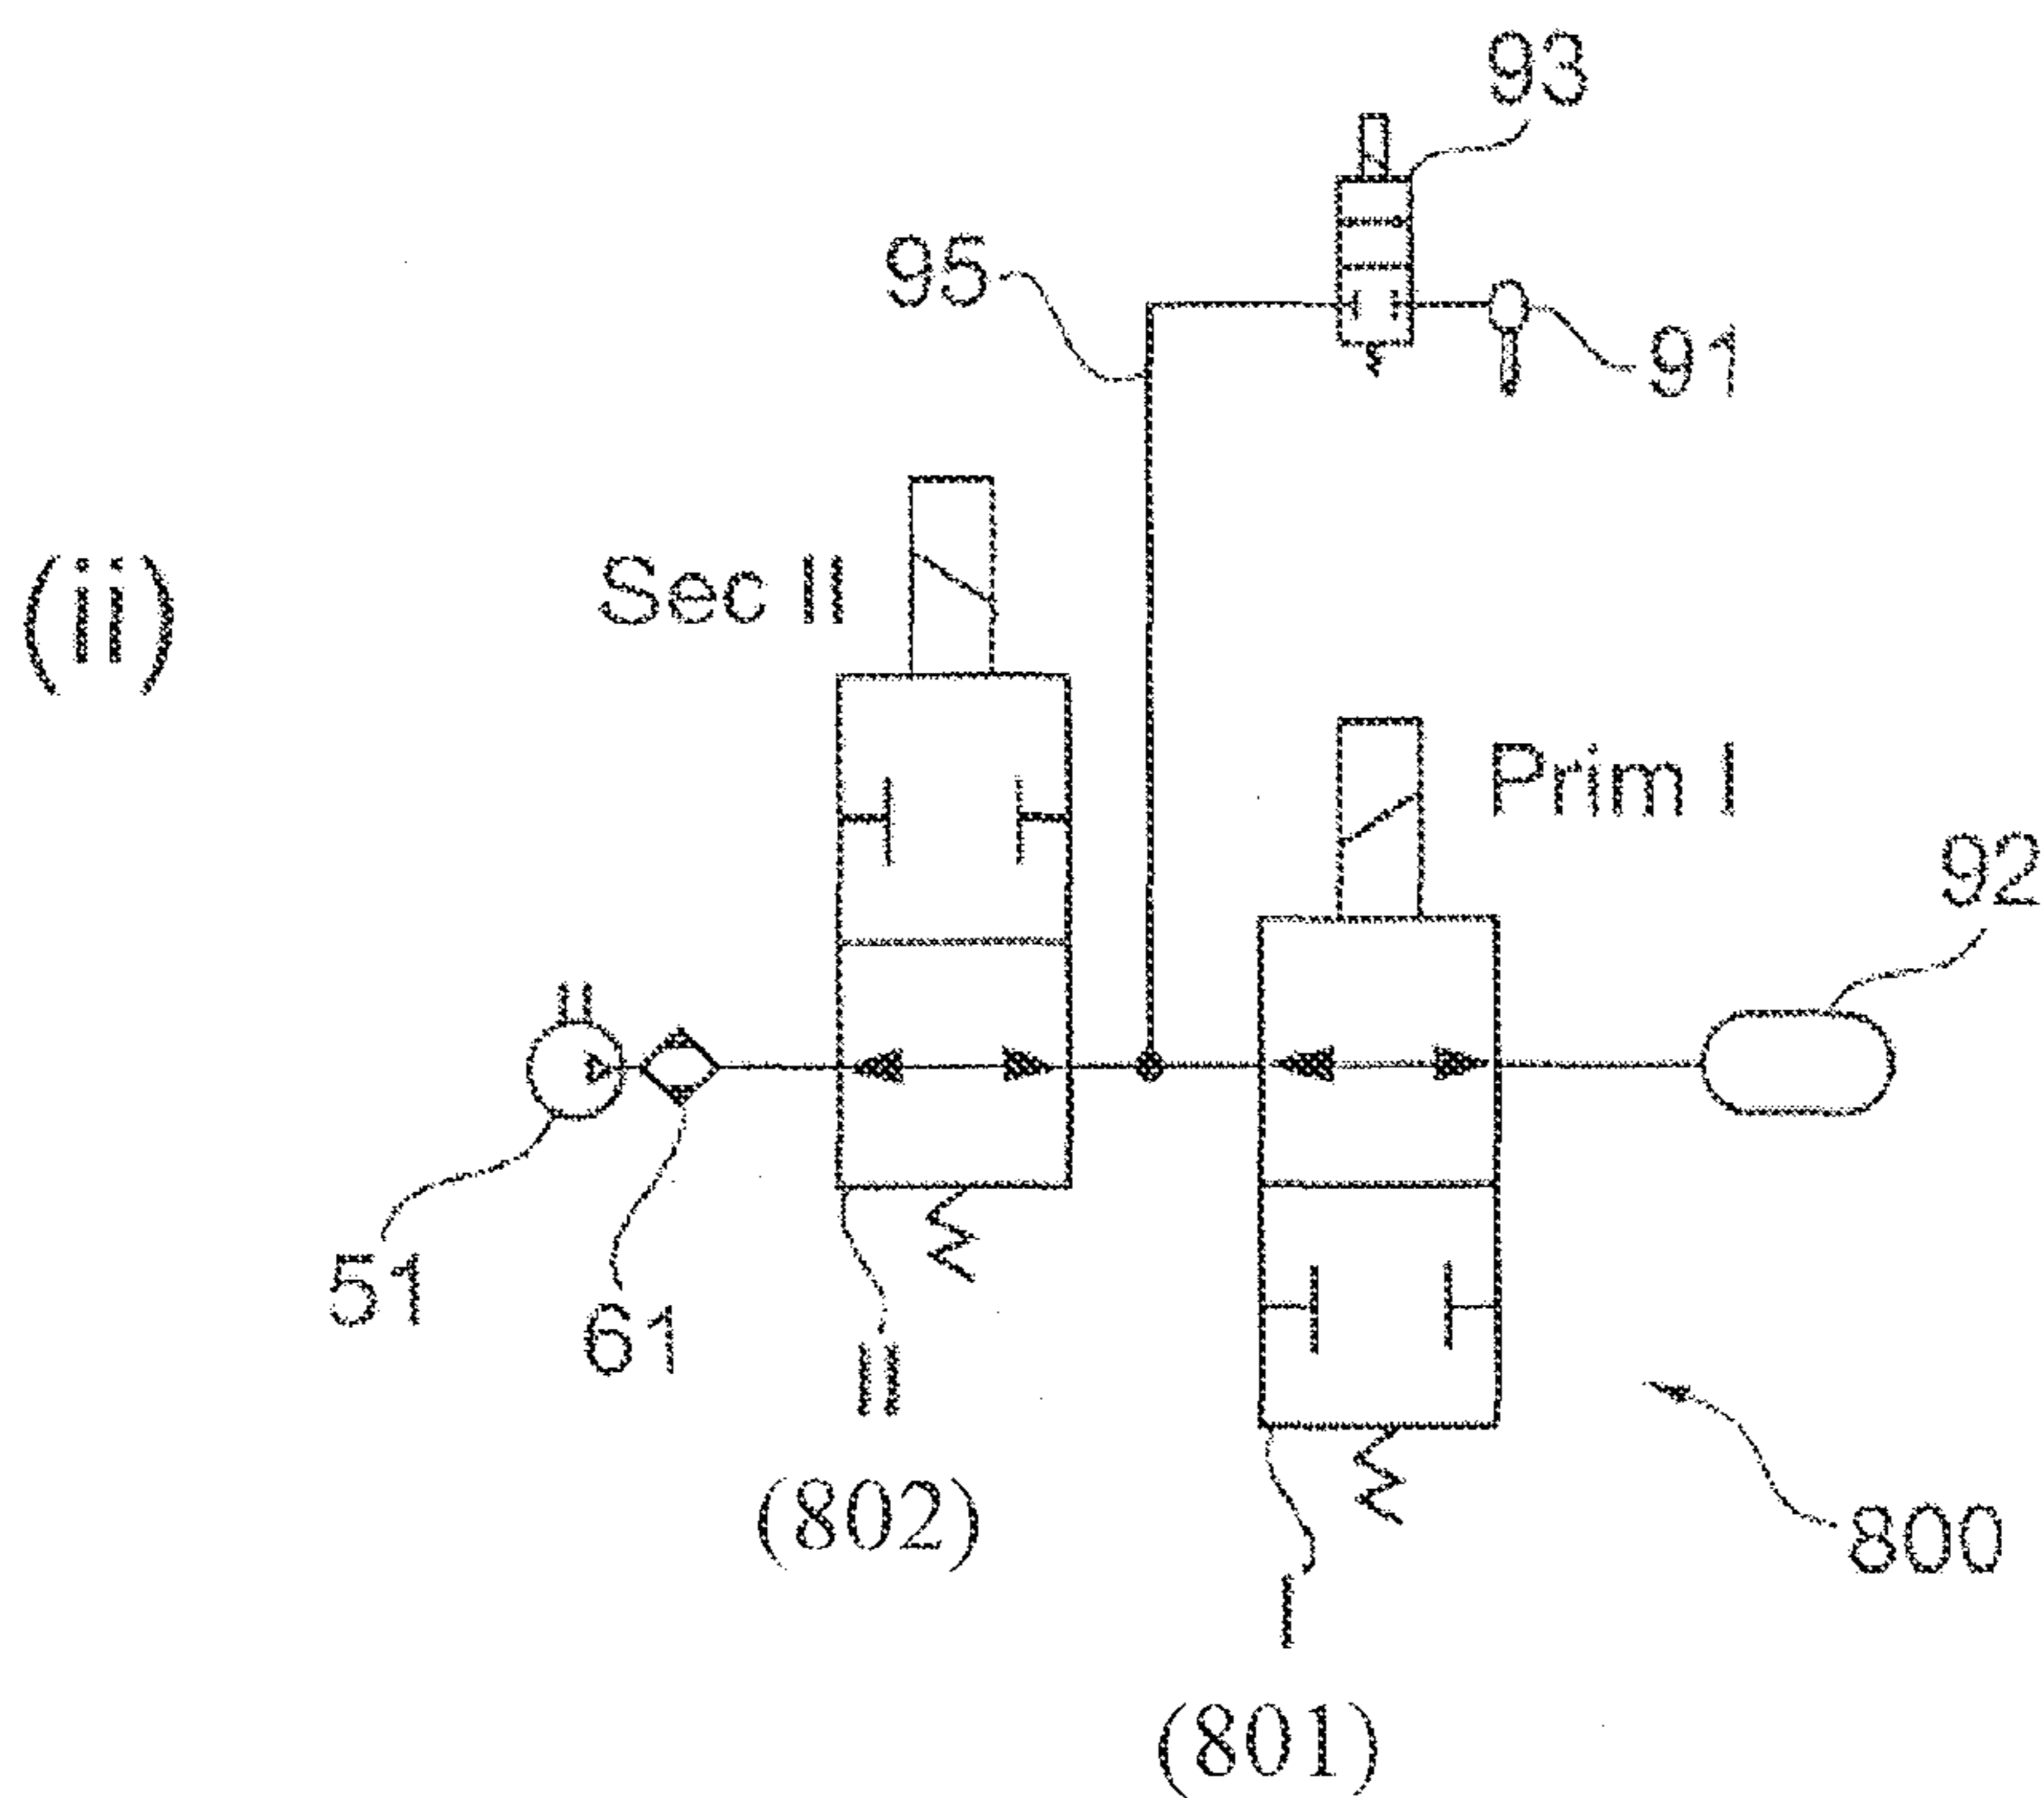 93
95
91
(ii)
Sec II
Prim I
92
51
61
II
(802)
800
I
(801)